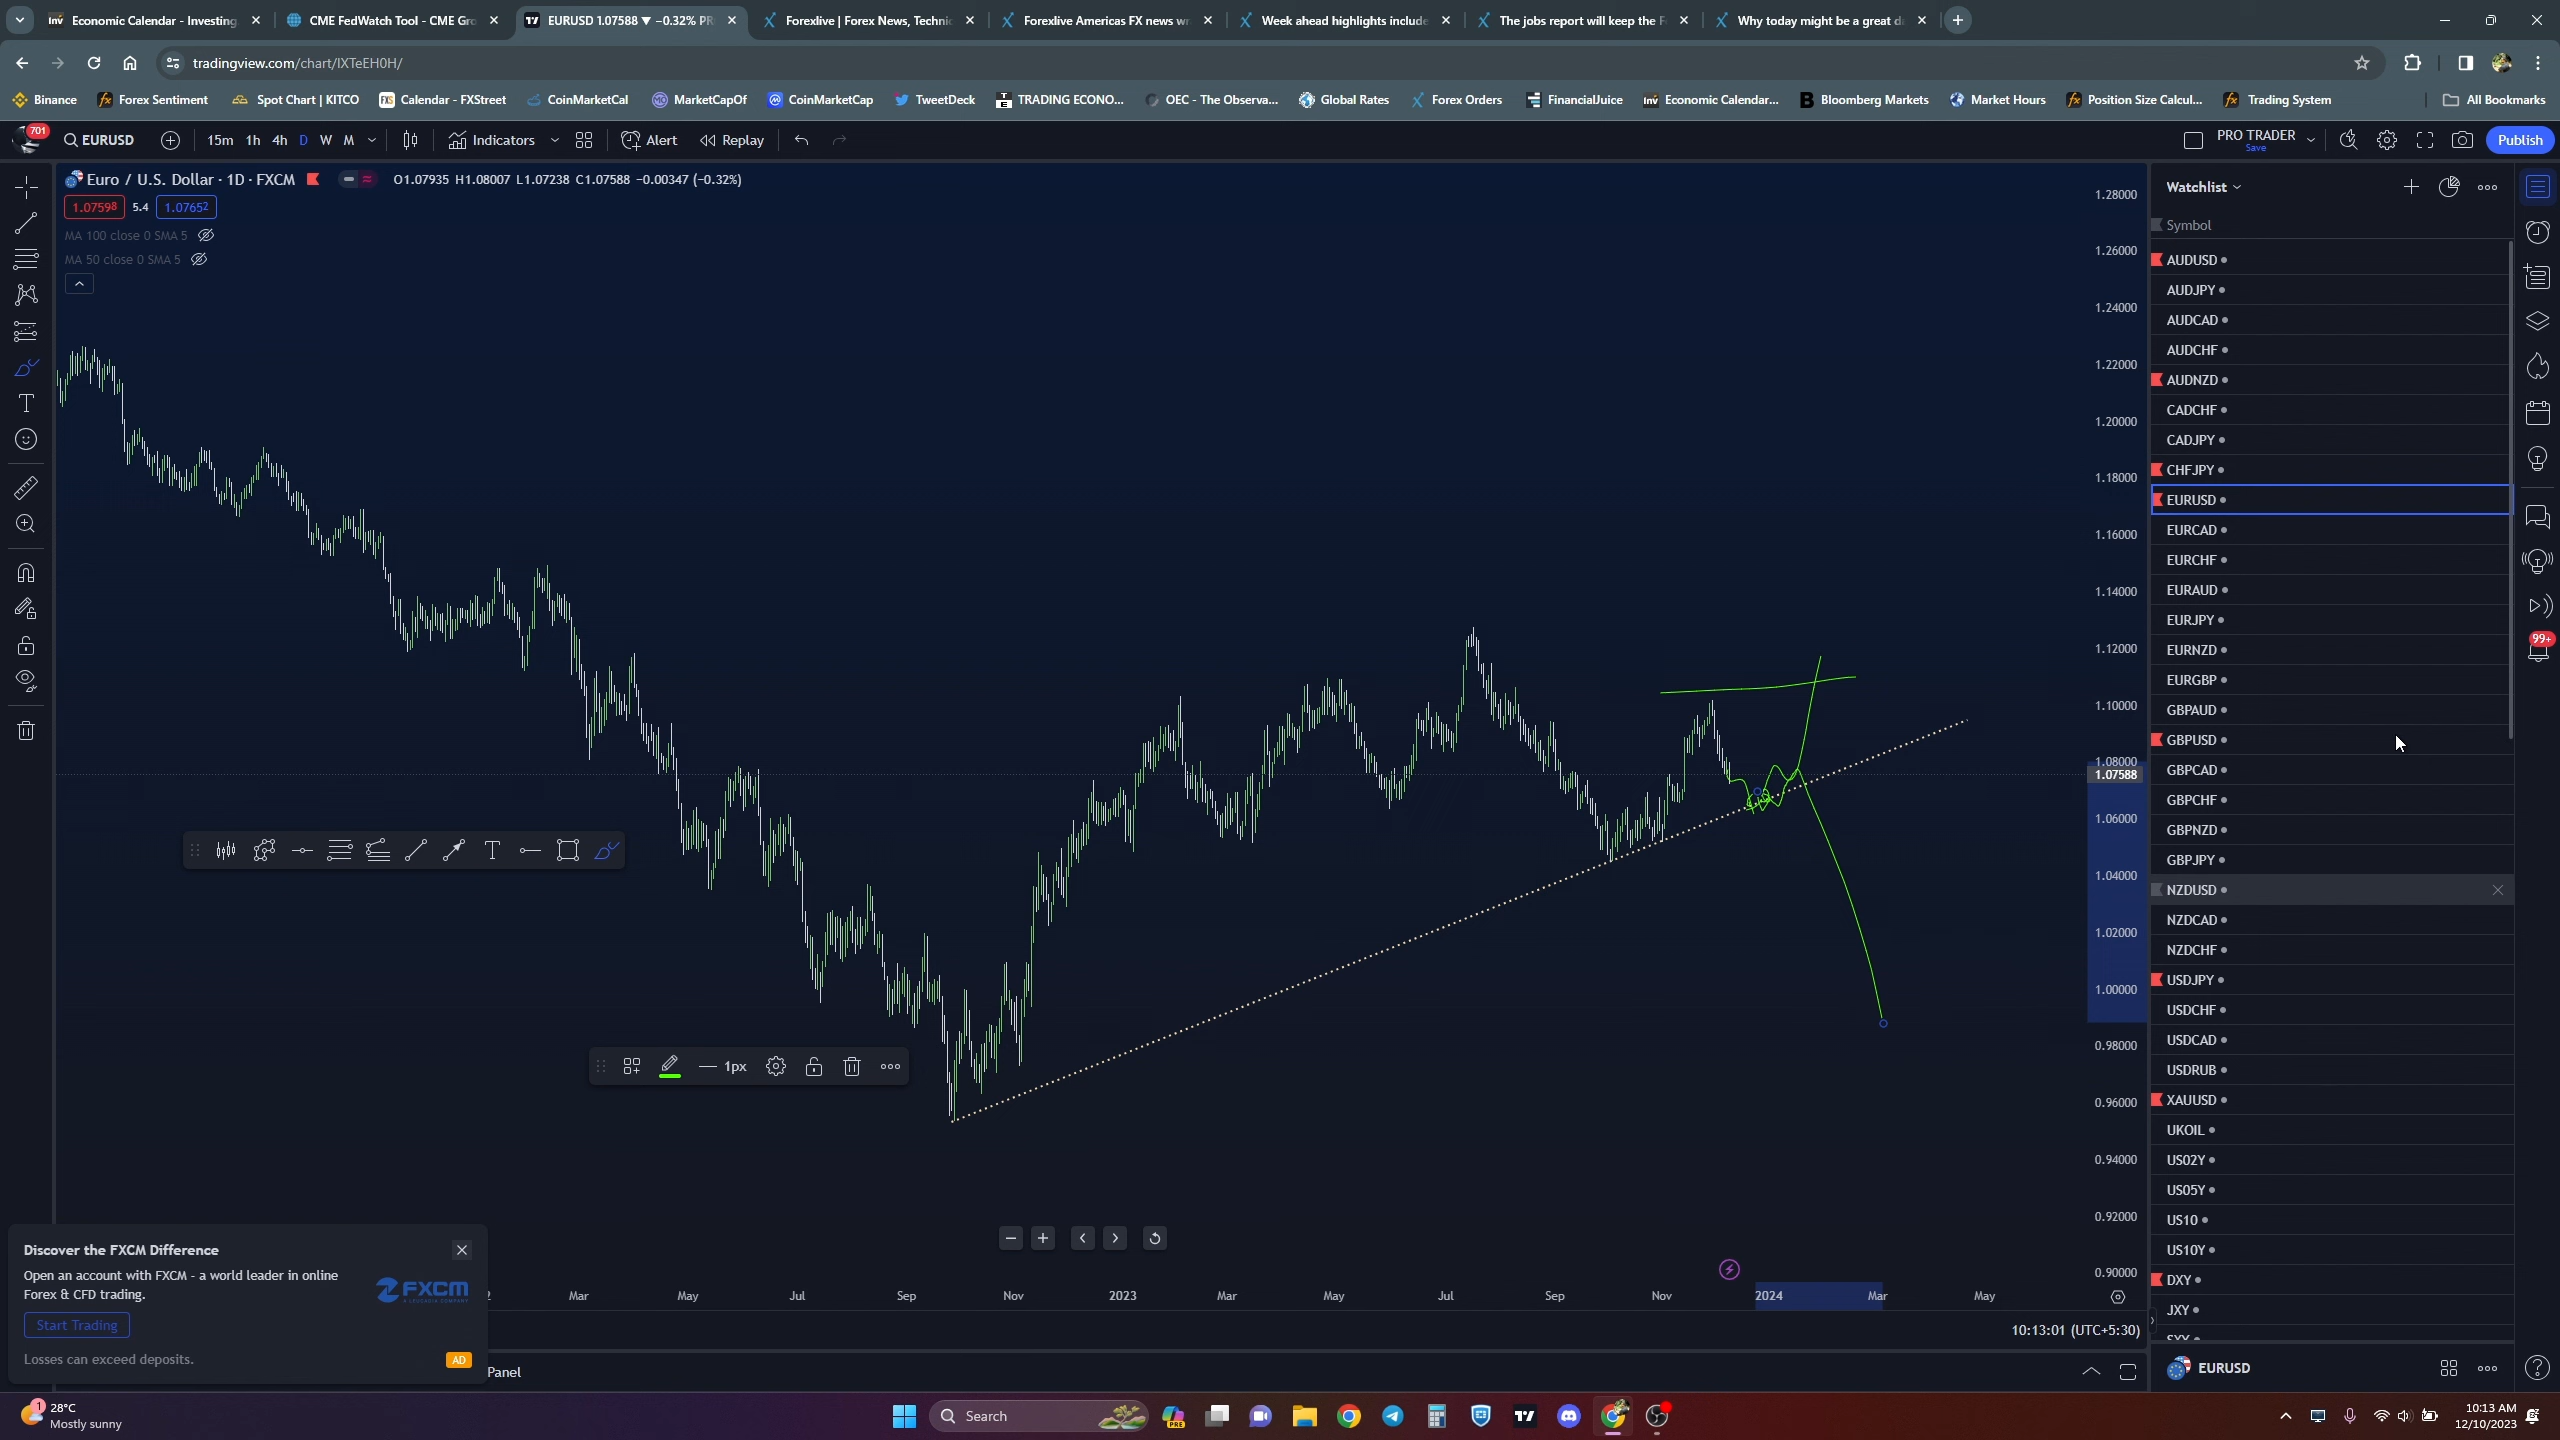 Economic Calendar - Investing
CME FedWatch Tool - CME Gro
EURUSD 1.07588 ▼ −0.32% PR
Forexlive | Forex News, Technic
Forexlive Americas FX news wr
Week ahead highlights include
The jobs report will keep the F
Why today might be a great d
tradingview.com/chart/IXTeEH0H/
Binance
Forex Sentiment
Spot Chart | KITCO
Calendar - FXStreet
CoinMarketCal
MarketCapOf
CoinMarketCap
TweetDeck
TRADING ECONO...
OEC - The Observa...
Global Rates
Forex Orders
FinancialJuice
Economic Calendar...
Bloomberg Markets
Market Hours
Position Size Calcul...
Trading System
All Bookmarks
701
EURUSD
15m 1h 4h D W M
Indicators
Alert
Replay
PRO TRADER
Save
Publish
Euro / U.S. Dollar · 1D · FXCM
O1.07935 H1.08007 L1.07238 C1.07588 −0.00347 (−0.32%)
1.07598 5.4 1.07652
MA 100 close 0 SMA 5
MA 50 close 0 SMA 5
1.28000
1.26000
1.24000
1.22000
1.20000
1.18000
1.16000
1.14000
1.12000
1.10000
1.08000
1.07588
1.06000
1.04000
1.02000
1.00000
0.98000
0.96000
0.94000
0.92000
0.90000
1px
Watchlist
Symbol
AUDUSD
AUDJPY
AUDCAD
AUDCHF
AUDNZD
CADCHF
CADJPY
CHFJPY
EURUSD
EURCAD
EURCHF
EURAUD
EURJPY
EURNZD
EURGBP
GBPAUD
GBPUSD
GBPCAD
GBPCHF
GBPNZD
GBPJPY
NZDUSD
NZDCAD
NZDCHF
USDJPY
USDCHF
USDCAD
USDRUB
XAUUSD
UKOIL
US02Y
US05Y
US10
US10Y
DXY
JXY
99+
Discover the FXCM Difference
Open an account with FXCM - a world leader in online
Forex & CFD trading.
FXCM
Start Trading
Losses can exceed deposits.
AD
2 Mar May Jul Sep Nov 2023 Mar May Jul Sep Nov 2024 Mar May
10:13:01 (UTC+5:30)
Panel
EURUSD
1
28°C
Mostly sunny
Search
PRE
10:13 AM
12/10/2023